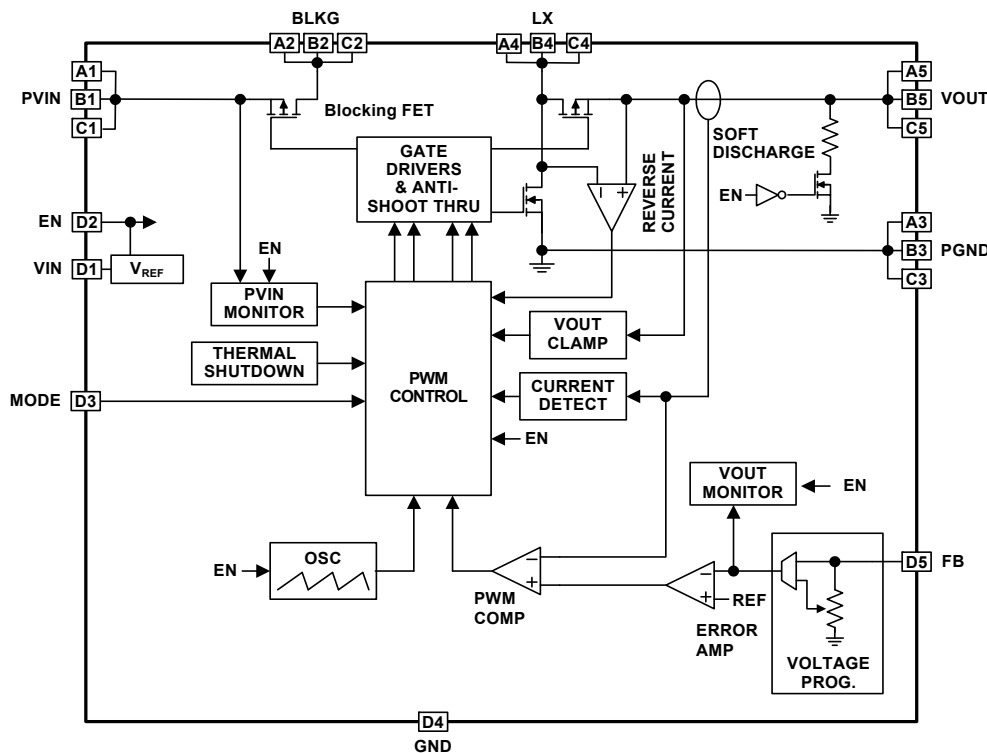 BLKG
LX
A2 B2 C2
A4 B4 C4
A1
PVIN B1
C1
A5
B5 VOUT
C5
Blocking FET
GATE
DRIVERS
& ANTI-
SHOOT THRU
– +
REVERSE
CURRENT
SOFT
DISCHARGE
EN
A3
B3 PGND
C3
EN D2
VIN D1
VREF
EN
PVIN
MONITOR
THERMAL
SHUTDOWN
MODE D3
PWM
CONTROL
VOUT
CLAMP
CURRENT
DETECT
EN
VOUT
MONITOR
EN
EN
OSC
–
+
PWM
COMP
–
+ REF
ERROR
AMP
D5 FB
VOLTAGE
PROG.
D4
GND